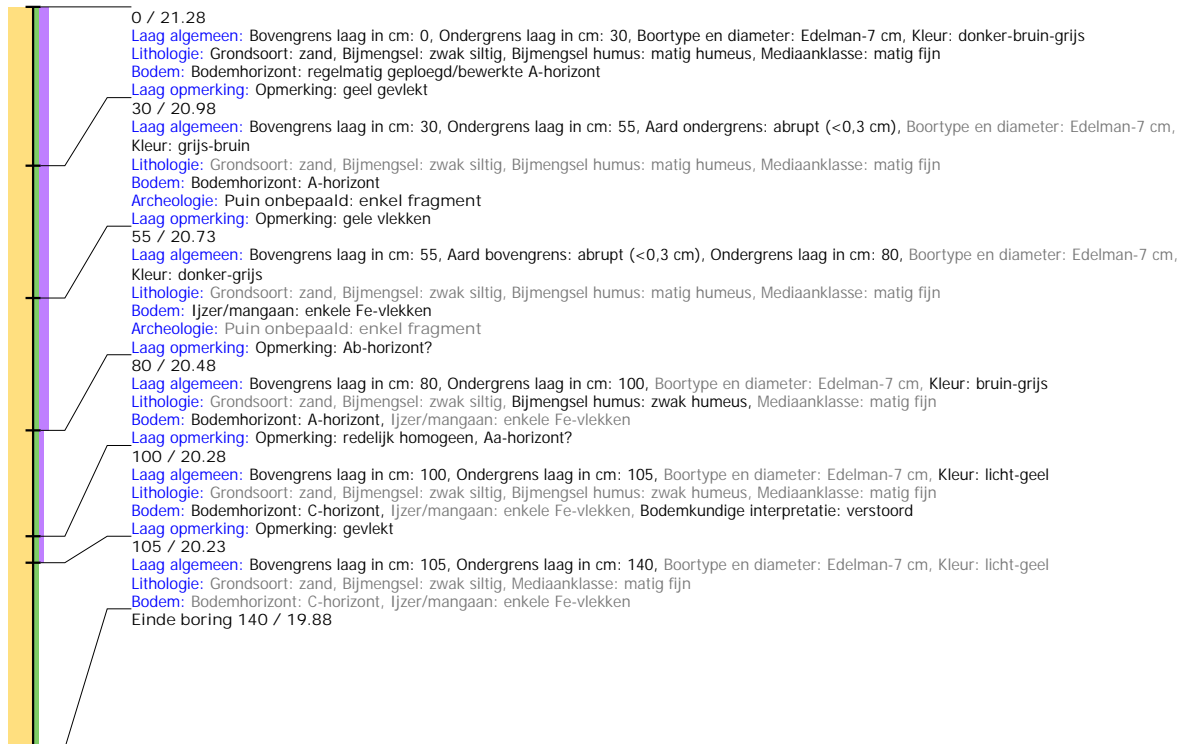 0 / 21.28
Laag algemeen: Bovengrens laag in cm: 0, Ondergrens laag in cm: 30, Boortype en diameter: Edelman-7 cm, Kleur: donker-bruin-grijs
Lithologie: Grondsoort: zand, Bijmengsel: zwak siltig, Bijmengsel humus: matig humeus, Mediaanklasse: matig fijn
Bodem: Bodemhorizont: regelmatig geploegd/bewerkte A-horizont
Laag opmerking: Opmerking: geel gevlekt
30 / 20.98
Laag algemeen: Bovengrens laag in cm: 30, Ondergrens laag in cm: 55, Aard ondergrens: abrupt (<0,3 cm), Boortype en diameter: Edelman-7 cm,
Kleur: grijs-bruin
Lithologie: Grondsoort: zand, Bijmengsel: zwak siltig, Bijmengsel humus: matig humeus, Mediaanklasse: matig fijn
Bodem: Bodemhorizont: A-horizont
Archeologie: Puin onbepaald: enkel fragment
Laag opmerking: Opmerking: gele vlekken
55 / 20.73
Laag algemeen: Bovengrens laag in cm: 55, Aard bovengrens: abrupt (<0,3 cm), Ondergrens laag in cm: 80, Boortype en diameter: Edelman-7 cm,
Kleur: donker-grijs
Lithologie: Grondsoort: zand, Bijmengsel: zwak siltig, Bijmengsel humus: matig humeus, Mediaanklasse: matig fijn
Bodem: Ijzer/mangaan: enkele Fe-vlekken
Archeologie: Puin onbepaald: enkel fragment
Laag opmerking: Opmerking: Ab-horizont?
80 / 20.48
Laag algemeen: Bovengrens laag in cm: 80, Ondergrens laag in cm: 100, Boortype en diameter: Edelman-7 cm, Kleur: bruin-grijs
Lithologie: Grondsoort: zand, Bijmengsel: zwak siltig, Bijmengsel humus: zwak humeus, Mediaanklasse: matig fijn
Bodem: Bodemhorizont: A-horizont, Ijzer/mangaan: enkele Fe-vlekken
Laag opmerking: Opmerking: redelijk homogeen, Aa-horizont?
100 / 20.28
Laag algemeen: Bovengrens laag in cm: 100, Ondergrens laag in cm: 105, Boortype en diameter: Edelman-7 cm, Kleur: licht-geel
Lithologie: Grondsoort: zand, Bijmengsel: zwak siltig, Bijmengsel humus: zwak humeus, Mediaanklasse: matig fijn
Bodem: Bodemhorizont: C-horizont, Ijzer/mangaan: enkele Fe-vlekken, Bodemkundige interpretatie: verstoord
Laag opmerking: Opmerking: gevlekt
105 / 20.23
Laag algemeen: Bovengrens laag in cm: 105, Ondergrens laag in cm: 140, Boortype en diameter: Edelman-7 cm, Kleur: licht-geel
Lithologie: Grondsoort: zand, Bijmengsel: zwak siltig, Mediaanklasse: matig fijn
Bodem: Bodemhorizont: C-horizont, Ijzer/mangaan: enkele Fe-vlekken
Einde boring 140 / 19.88